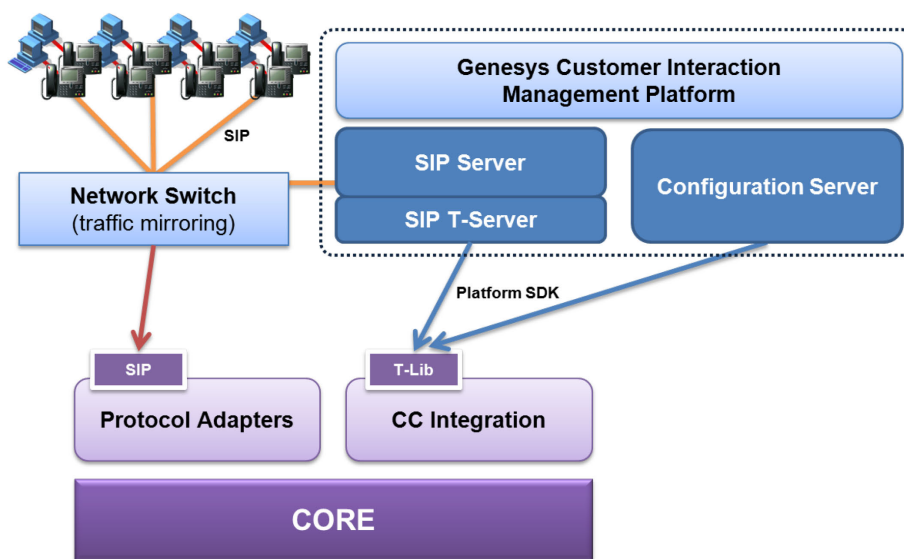 Genesys Customer Interaction
Management Platform
SIP
SIP Server
Configuration Server
Network Switch
(traffic mirroring)
SIP T-Server
Platform SDK
SIP
T-Lib
Protocol Adapters
CC Integration
CORE